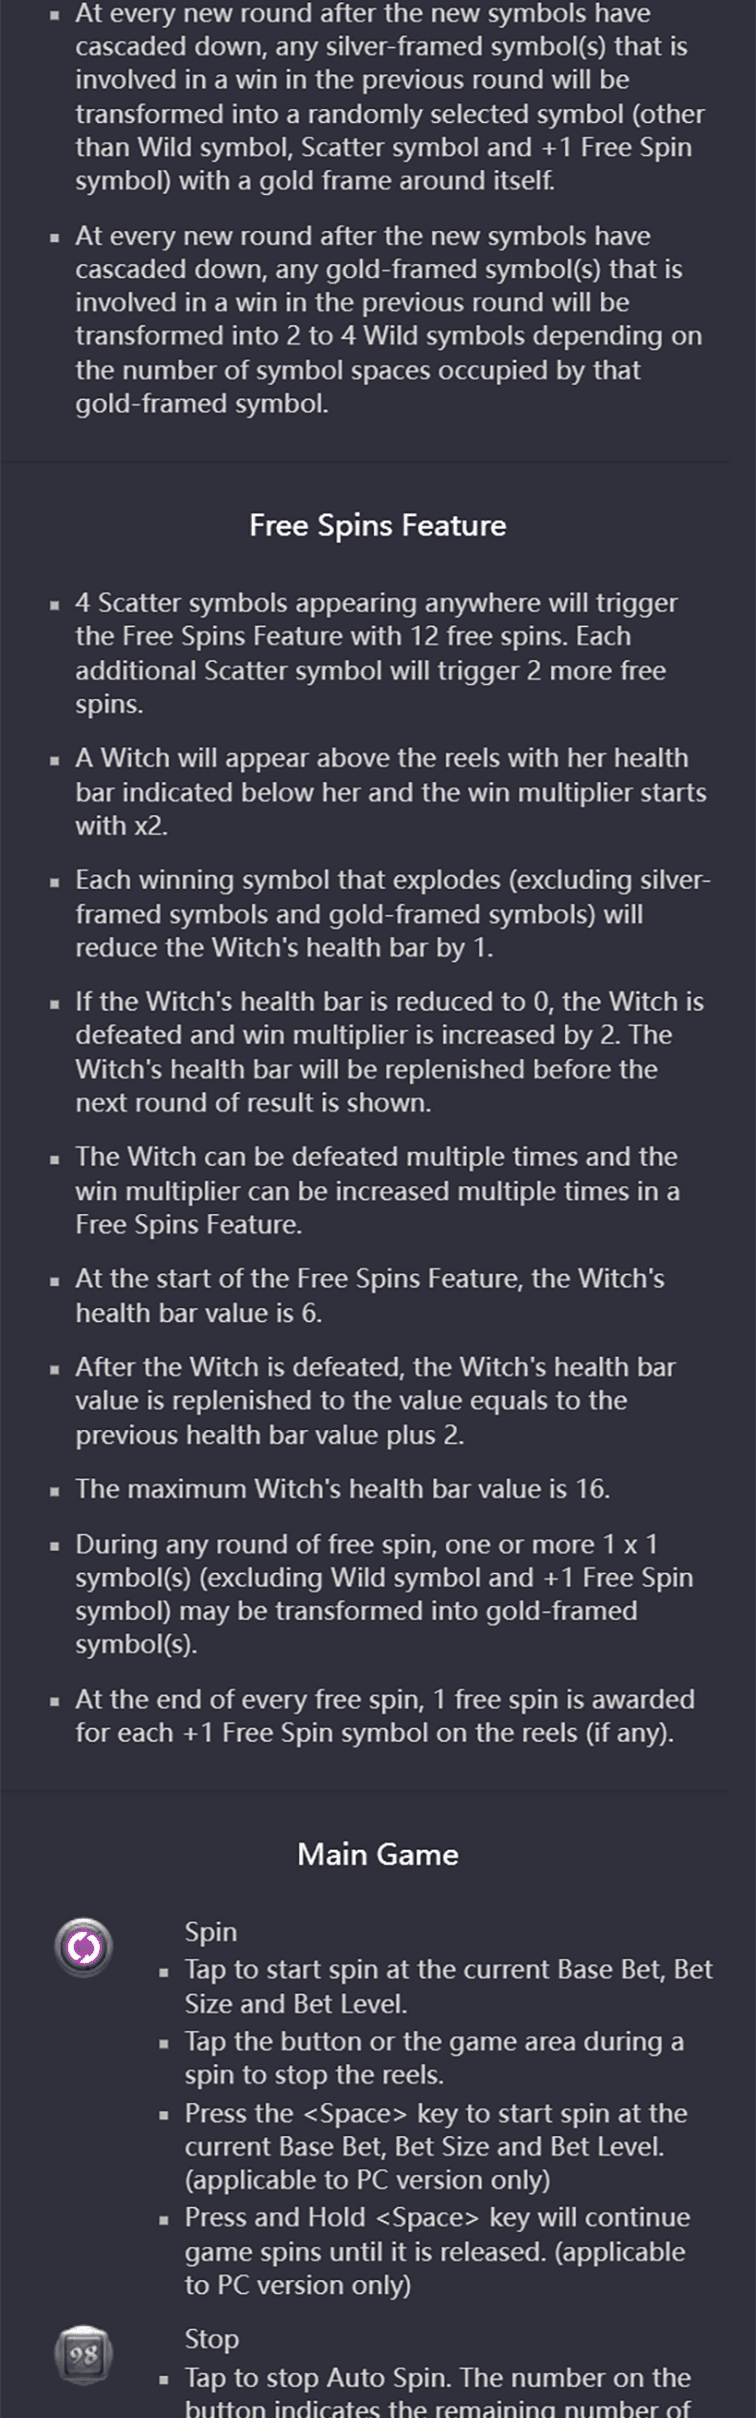 At every new round after the new symbols have
cascaded down, any silver-framed symbol(s) that is
involved in a win in the previous round will be
transformed into a randomly selected symbol (other
than Wild symbol, Scatter symbol and +1 Free Spin
symbol) with a gold frame around itself.
At every new round after the new symbols have
cascaded down, any gold-framed symbol(s) that is
involved in a win in the previous round will be
transformed into 2 to 4 Wild symbols depending on
the number of symbol spaces occupied by that
gold-framed symbol.
Free Spins Feature
4 Scatter symbols appearing anywhere will trigger
the Free Spins Feature with 12 free spins. Each
additional Scatter symbol will trigger 2 more free
spins.
A Witch will appear above the reels with her health
bar indicated below her and the win multiplier starts
with x2.
Each winning symbol that explodes (excluding silver-
framed symbols and gold-framed symbols) will
reduce the Witch's health bar by 1.
If the Witch's health bar is reduced to 0, the Witch is
defeated and win multiplier is increased by 2. The
Witch's health bar will be replenished before the
next round of result is shown.
The Witch can be defeated multiple times and the
win multiplier can be increased multiple times in a
Free Spins Feature.
At the start of the Free Spins Feature, the Witch's
health bar value is 6.
After the Witch is defeated, the Witch's health bar
value is replenished to the value equals to the
previous health bar value plus 2.
The maximum Witch's health bar value is 16.
During any round of free spin, one or more 1 x 1
symbol(s) (excluding Wild symbol and +1 Free Spin
symbol) may be transformed into gold-framed
symbol(s).
At the end of every free spin, 1 free spin is awarded
for each +1 Free Spin symbol on the reels (if any).
Main Game
Spin
Tap to start spin at the current Base Bet, Bet
Size and Bet Level.
Tap the button or the game area during a
spin to stop the reels.
Press the <Space> key to start spin at the
current Base Bet, Bet Size and Bet Level.
(applicable to PC version only)
Press and Hold <Space> key will continue
game spins until it is released. (applicable
to PC version only)
98
Stop
Tap to stop Auto Spin. The number on the
button indicates the remaining number of